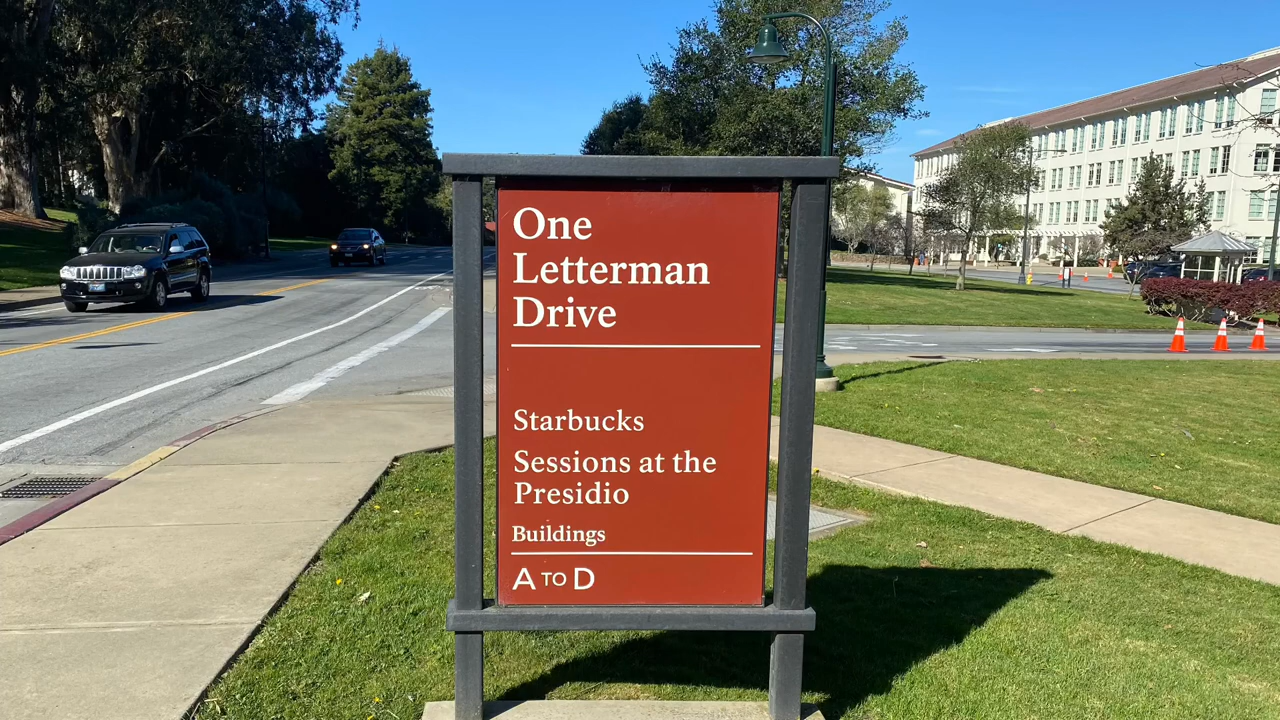 One
Letterman
Drive
Starbucks
Sessions at the
Presidio
Buildings
A TO D